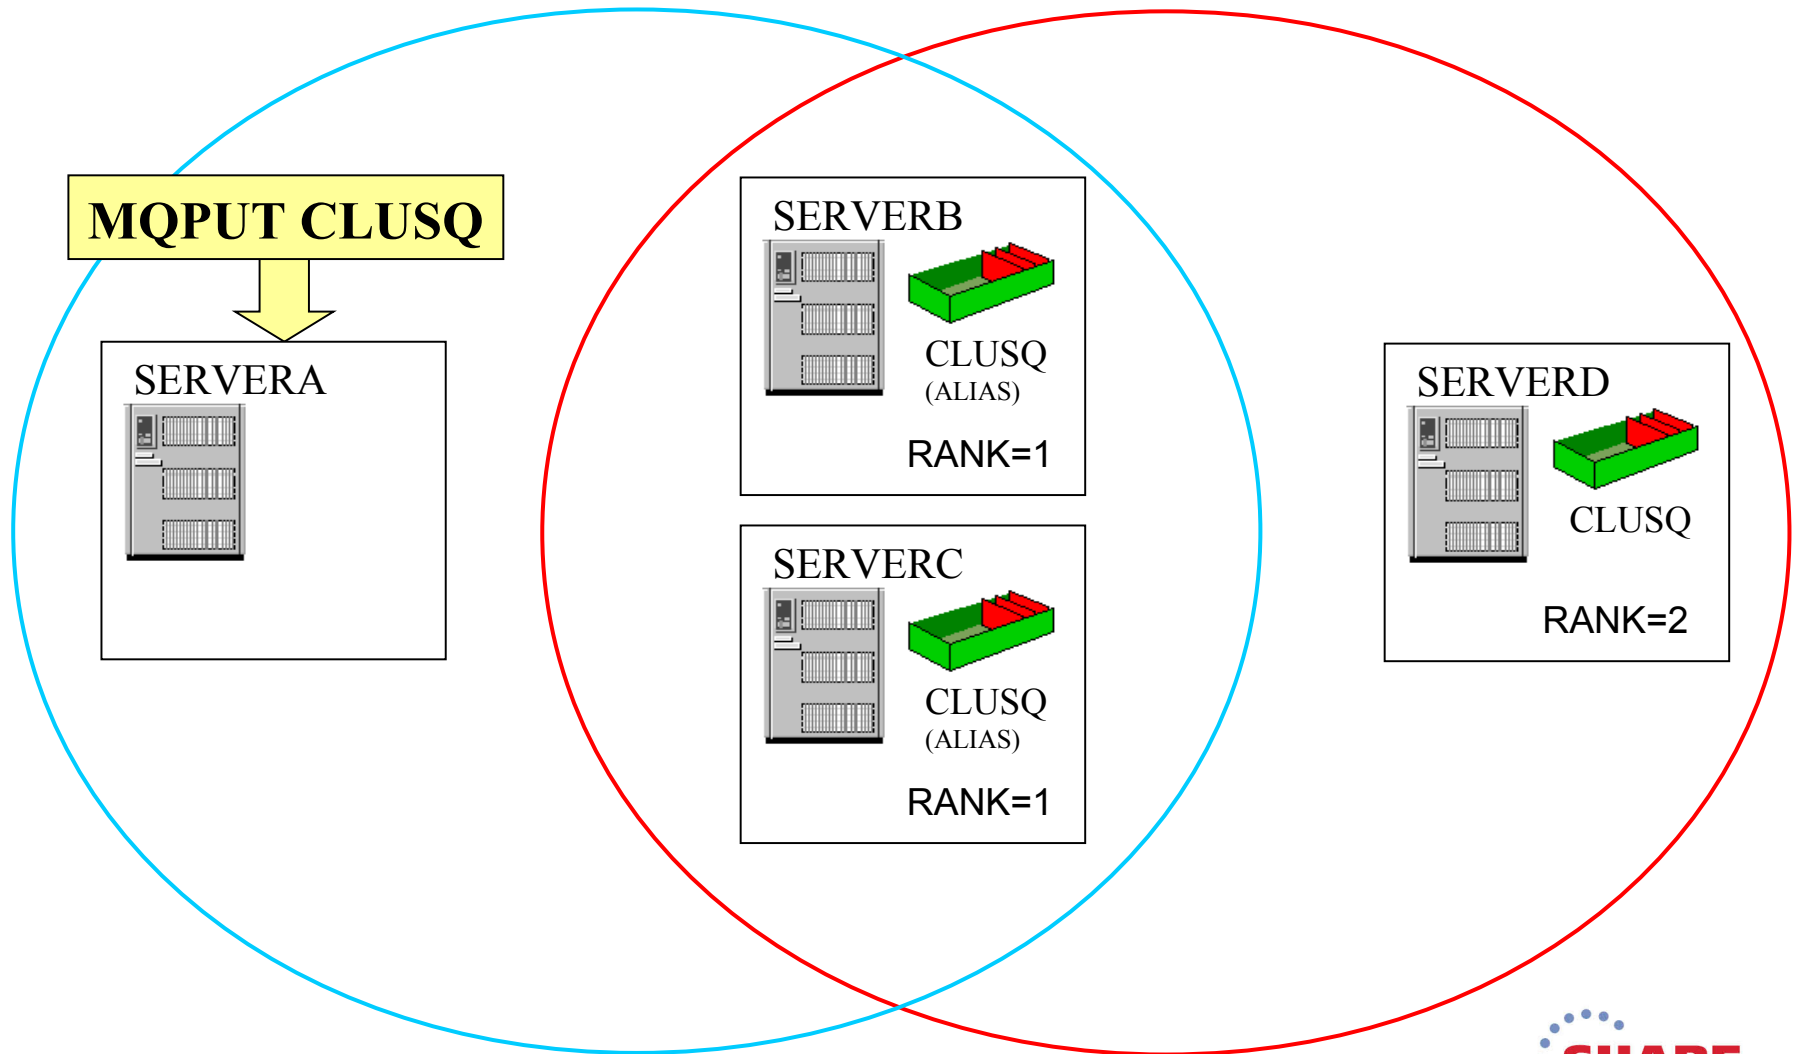 MQPUT CLUSQ
SERVERA
SERVERB
CLUSQ
(ALIAS)
RANK=1
SERVERC
CLUSQ
(ALIAS)
RANK=1
SERVERD
CLUSQ
RANK=2